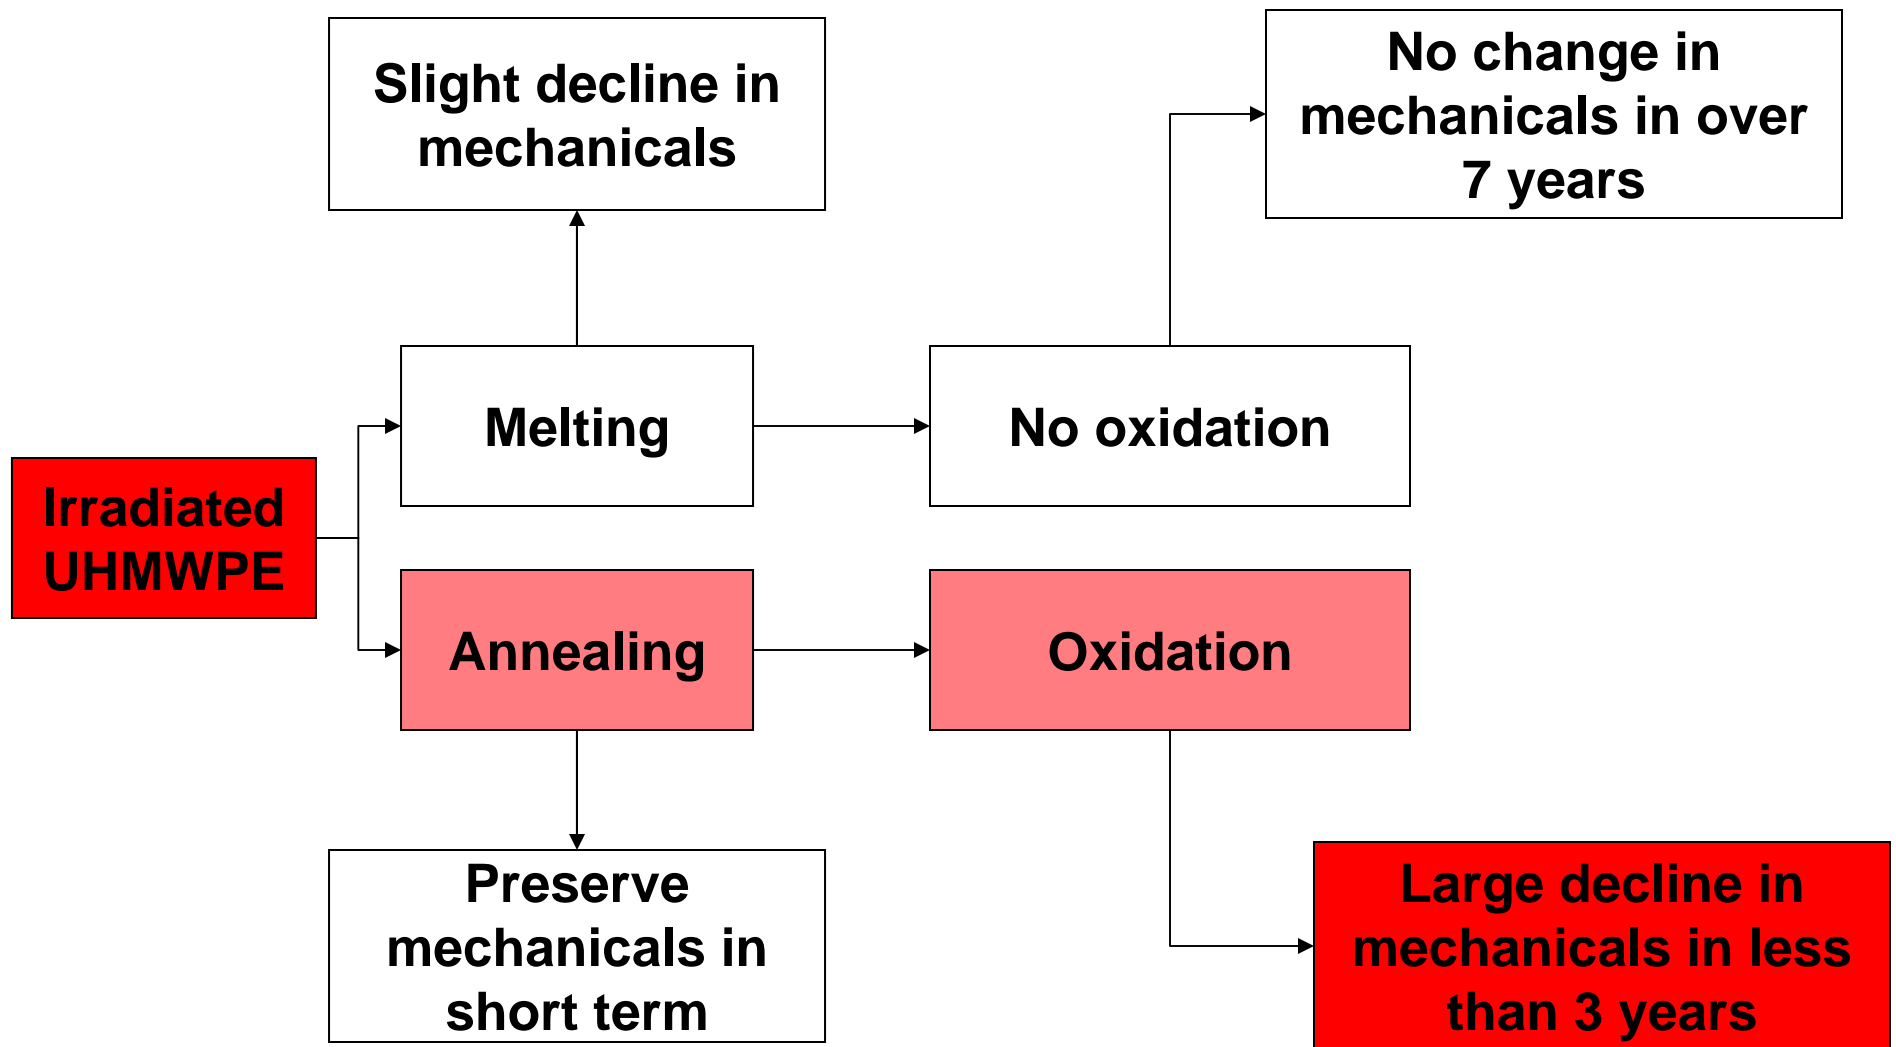 Slight decline in
mechanicals
No change in
mechanicals in over
7 years
Melting
No oxidation
Irradiated
UHMWPE
Annealing
Oxidation
Preserve
mechanicals in
short term
Large decline in
mechanicals in less
than 3 years